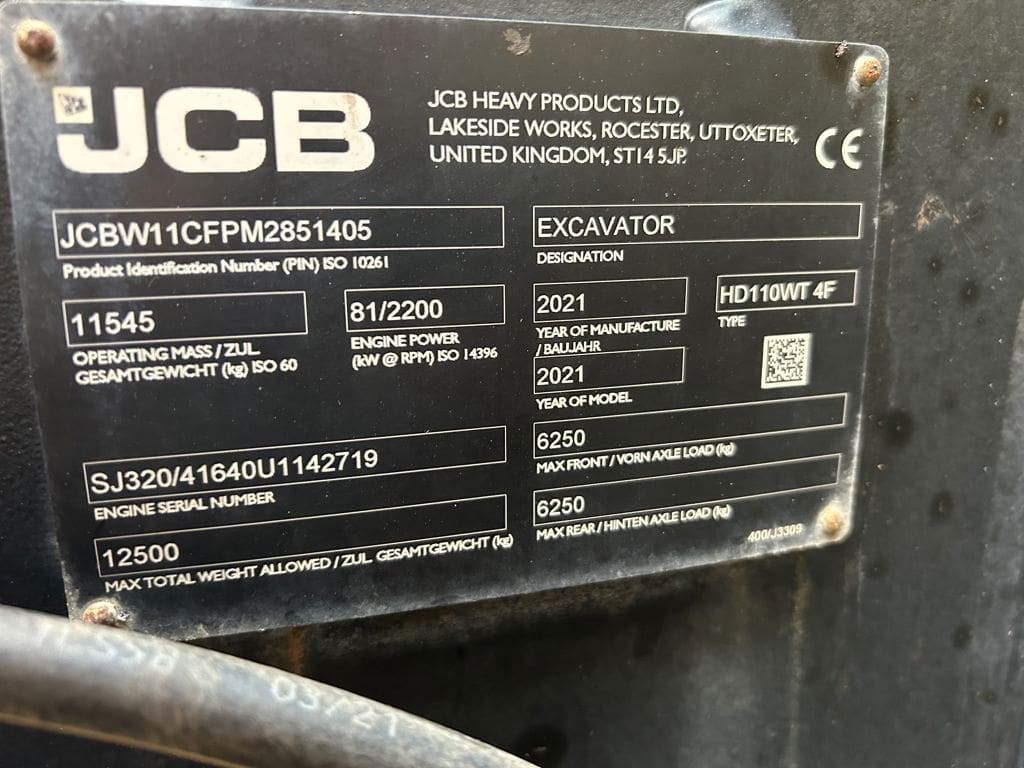 JCB
JCB HEAVY PRODUCTS LTD,
LAKESIDE WORKS, ROCESTER, UTTOXETER,
UNITED KINGDOM, ST14 5JP.
CE
JCBW11CFPM2851405
Product Identification Number (PIN) ISO 10261
EXCAVATOR
DESIGNATION
11545
OPERATING MASS / ZUL
GESAMTGEWICHT (kg) ISO 60
81/2200
ENGINE POWER
(kW @ RPM) ISO 14396
2021
YEAR OF MANUFACTURE
/ BAUJAHR
HD110WT 4F
TYPE
2021
YEAR OF MODEL
SJ320/41640U1142719
ENGINE SERIAL NUMBER
6250
MAX FRONT / VORN AXLE LOAD (kg)
12500
MAX TOTAL WEIGHT ALLOWED / ZUL GESAMTGEWICHT (kg)
6250
MAX REAR / HINTEN AXLE LOAD (kg)
400/J3309
03/21